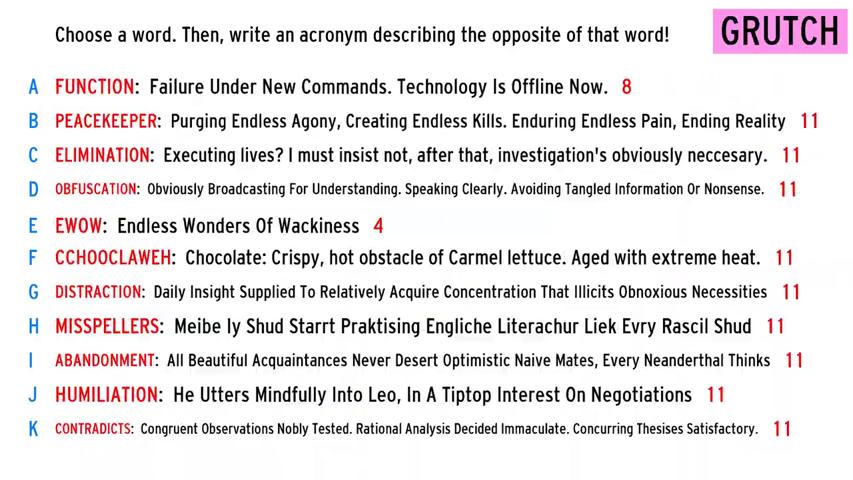 Choose a word. Then, write an acronym describing the opposite of that word!
GRUTCH
A FUNCTION: Failure Under New Commands. Technology Is Offline Now. 8
B PEACEKEEPER: Purging Endless Agony, Creating Endless Kills. Enduring Endless Pain, Ending Reality 11
C ELIMINATION: Executing lives? I must insist not, after that, investigation's obviously neccesary. 11
D OBFUSCATION: Obviously Broadcasting For Understanding. Speaking Clearly. Avoiding Tangled Information Or Nonsense. 11
E EWOW: Endless Wonders Of Wackiness 4
F CCHOOCLAWEH: Chocolate: Crispy, hot obstacle of Carmel lettuce. Aged with extreme heat. 11
G DISTRACTION: Daily Insight Supplied To Relatively Acquire Concentration That Illicits Obnoxious Necessities 11
H MISSPELLERS: Meibe Iy Shud Starrt Praktising Engliche Literachur Liek Evry Rascil Shud 11
I ABANDONMENT: All Beautiful Acquaintances Never Desert Optimistic Naive Mates, Every Neanderthal Thinks 11
J HUMILIATION: He Utters Mindfully Into Leo, In A Tiptop Interest On Negotiations 11
K CONTRADICTS: Congruent Observations Nobly Tested. Rational Analysis Decided Immaculate. Concurring Thesises Satisfactory. 11